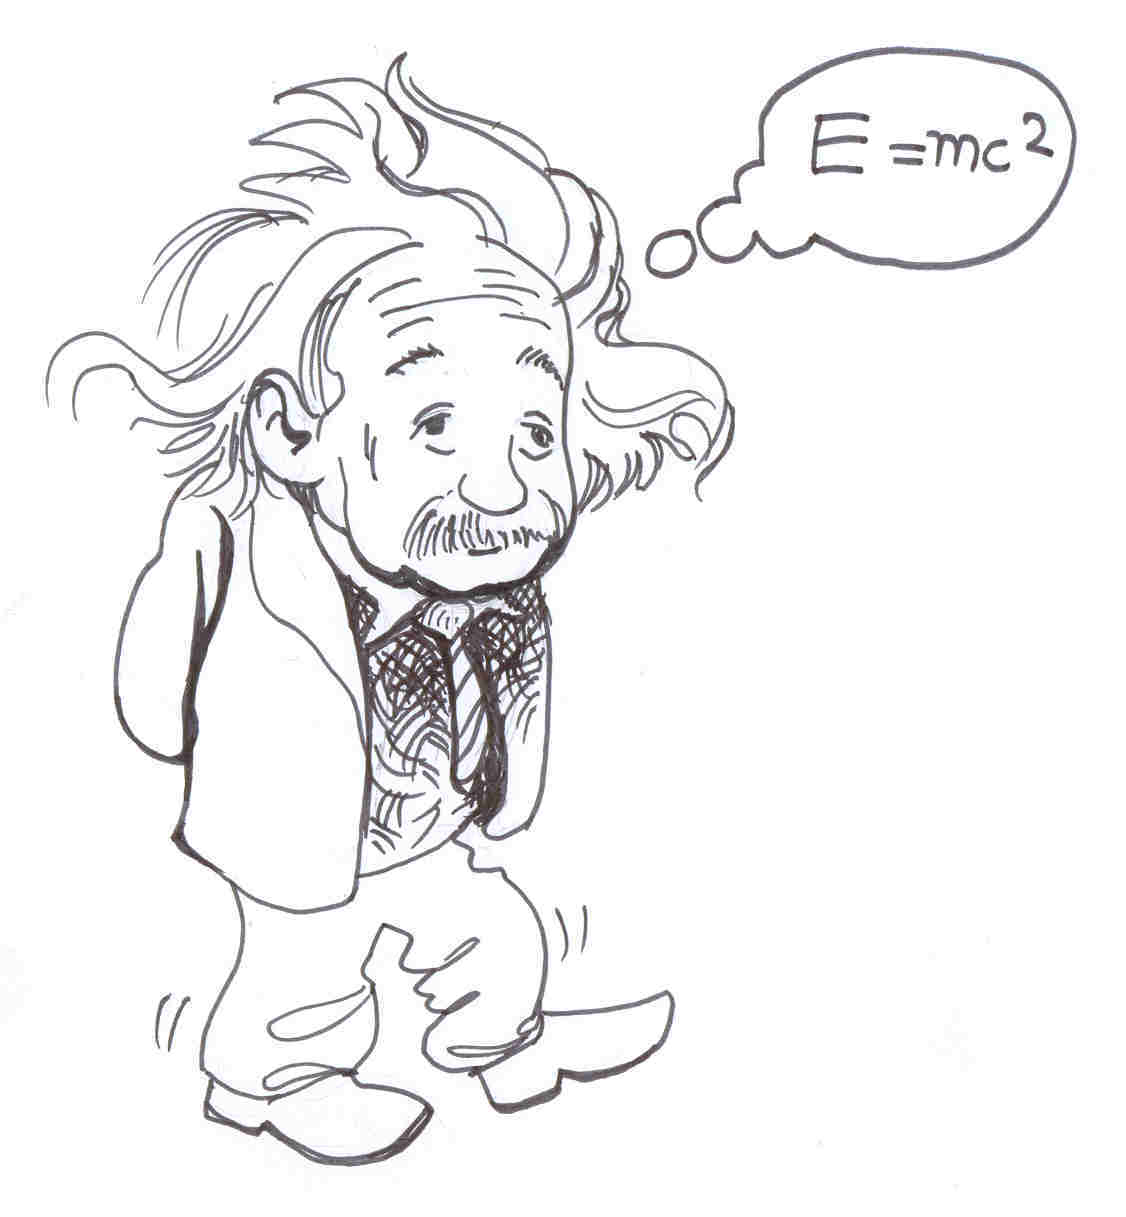 E = mc²